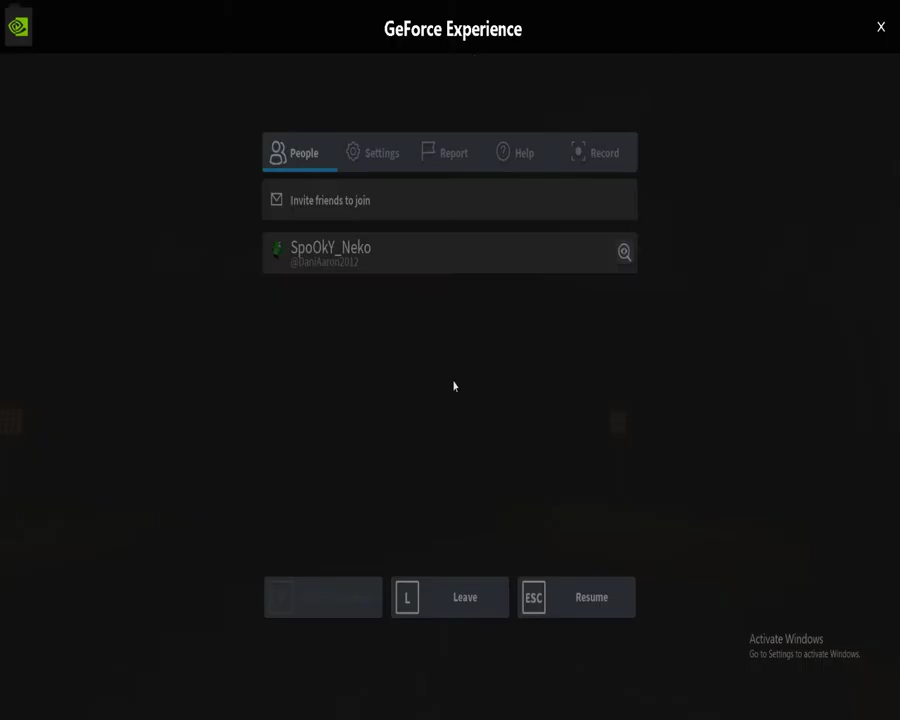 GeForce Experience
X
People
Settings
Report
Help
Record
Invite friends to join
SpoOkY_Neko
@DaniAaron2012
L
Leave
ESC
Resume
Activate Windows
Go to Settings to activate Windows.